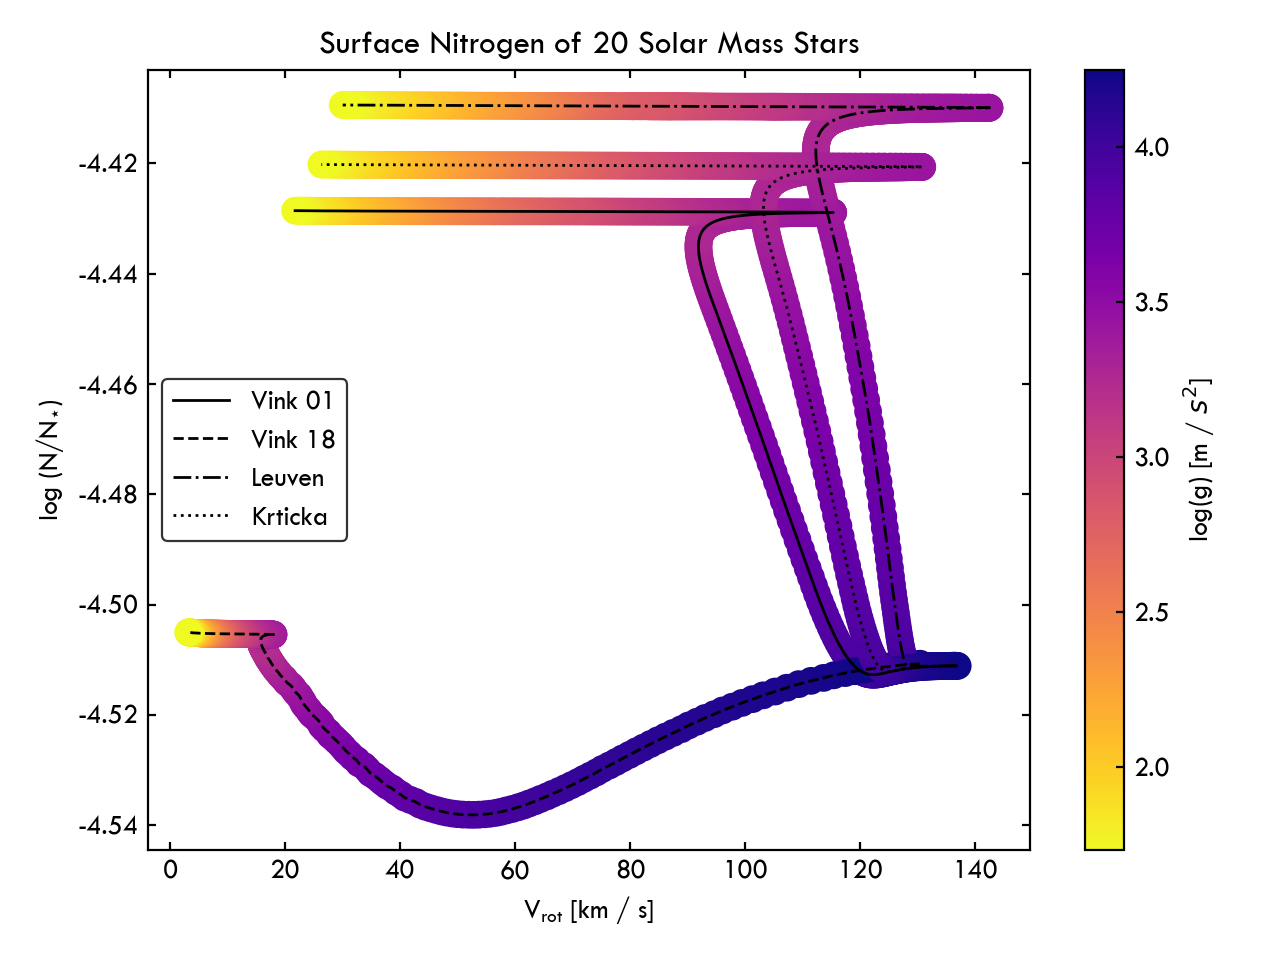 Surface Nitrogen of 20 Solar Mass Stars
-4.42
-4.44
-4.46
-4.48
-4.50
-4.52
-4.54
log (N/N⋆)
Vink 01
Vink 18
Leuven
Krticka
0 20 40 60 80 100 120 140
V_rot [km / s]
4.0
3.5
3.0
2.5
2.0
log(g) [m / s²]